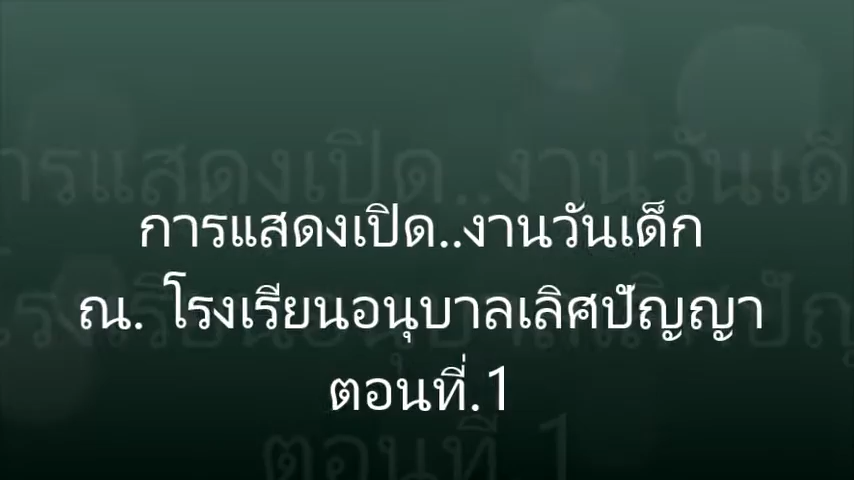 การแสดงเปิด..งานวันเด็ก
ณ. โรงเรียนอนุบาลเลิศปัญญา
ตอนที่.1